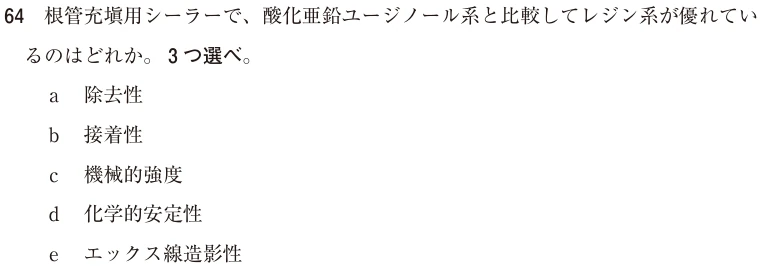 64 根管充塡用シーラーで、酸化亜鉛ユージノール系と比較してレジン系が優れてい
るのはどれか。3つ選べ。
a 除去性
b 接着性
c 機械的強度
d 化学的安定性
e エックス線造影性